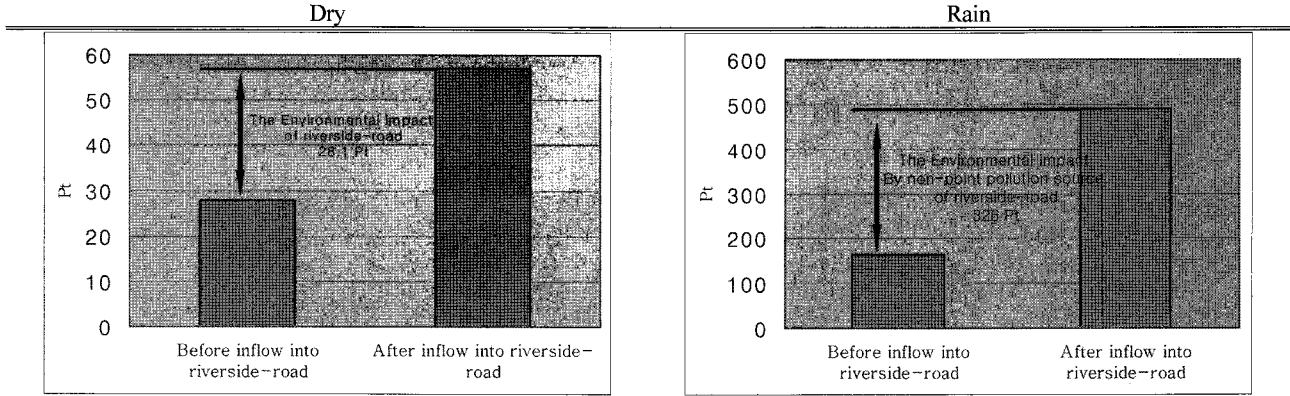 Dry
60
50
40
30
20
10
0
Pt
The Environmental Impact
of riverside-road
28.1 Pt
Before inflow into
riverside-road
After inflow into riverside-
road
Rain
600
500
400
300
200
100
0
Pt
The Environmental impact
By non-point pollution source
of riverside-road
326 Pt
Before inflow into
riverside-road
After inflow into
riverside-road